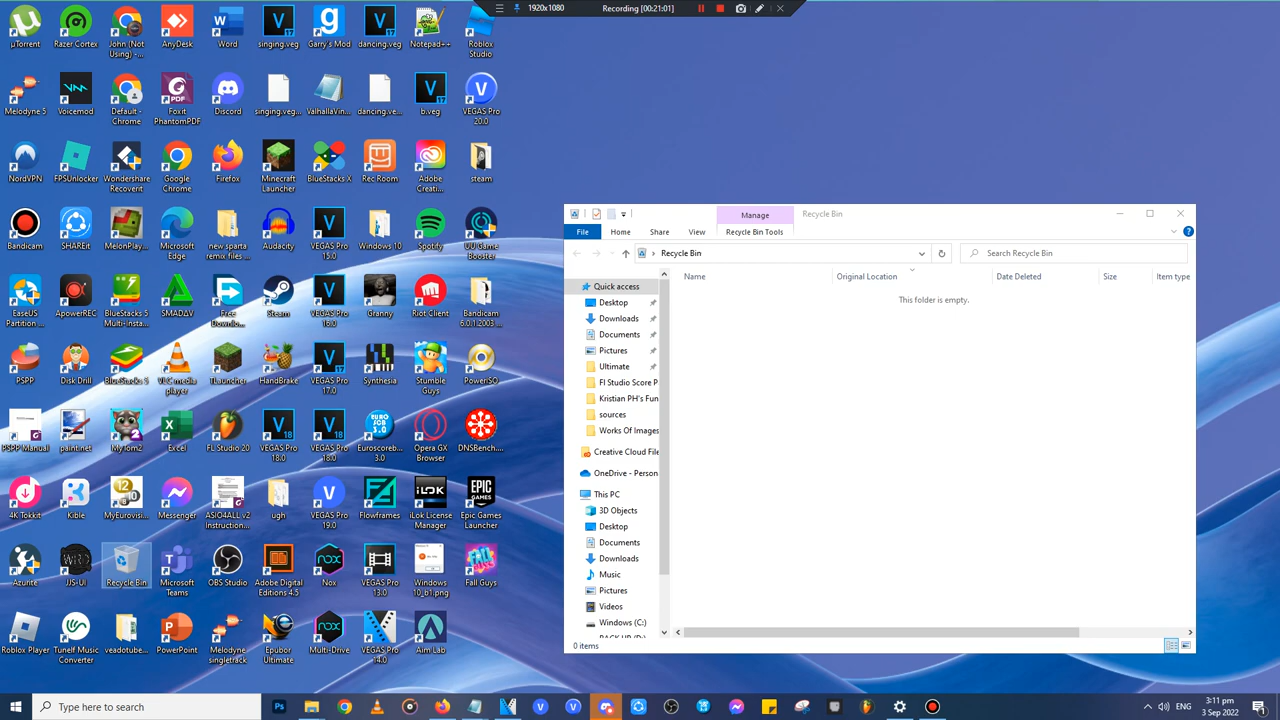 1920x1080
Recording [00:21:01]
µTorrent
Razer Cortex
John (Not Using) -...
AnyDesk
Word
singing.veg
Garry's Mod
dancing.veg
Notepad++
Roblox Studio
Melodyne 5
Voicemod
Default - Chrome
Foxit PhantomPDF
Discord
singing.veg...
ValhallaVin...
dancing.ve...
b.veg
VEGAS Pro 20.0
NordVPN
FPSUnlocker
Wondershare Recoverit
Google Chrome
Firefox
Minecraft Launcher
BlueStacks X
Rec Room
Adobe Creati...
steam
Bandicam
SHAREit
MelonPlay...
Microsoft Edge
new sparta remix files ...
Audacity
VEGAS Pro 15.0
Windows 10
Spotify
UU Game Booster
EaseUS Partition ...
ApowerREC
BlueStacks 5 Multi-Insta...
SMADΔV
Free Downlo...
Steam
VEGAS Pro 16.0
Granny
Riot Client
Bandicam 6.0.1.2003 ...
PSPP
Disk Drill
BlueStacks 5
VLC media player
TLauncher
HandBrake
VEGAS Pro 17.0
Synthesia
Stumble Guys
PowerISO
PSPP Manual
paint.net
MyTom2
Excel
FL Studio 20
VEGAS Pro 18.0
VEGAS Pro 18.0
Euroscoreb... 3.0
Opera GX Browser
DNSBench...
4K Tokkit
Kible
MyEurovisi...
Messenger
ASIO4ALL v2 Instruction...
ugh
VEGAS Pro 19.0
Flowframes
iLok License Manager
Epic Games Launcher
Azunte
JJS-UI
Recycle Bin
Microsoft Teams
OBS Studio
Adobe Digital Editions 4.5
Nox
VEGAS Pro 13.0
Windows 10_b1.png
Fall Guys
Roblox Player
TuneIf Music Converter
veadotube...
PowerPoint
Melodyne singletrack
Epubor Ultimate
Multi-Drive
VEGAS Pro 14.0
Aim Lab
Manage
Recycle Bin
File
Home
Share
View
Recycle Bin Tools
Recycle Bin
Search Recycle Bin
Name
Original Location
Date Deleted
Size
Item type
This folder is empty.
Quick access
Desktop
Downloads
Documents
Pictures
Ultimate
Fl Studio Score P
Kristian PH's Fun
sources
Works Of Images
Creative Cloud File
OneDrive - Person
This PC
3D Objects
Desktop
Documents
Downloads
Music
Pictures
Videos
Windows (C:)
BACK UP (D:)
0 items
Type here to search
ENG
3:11 pm
3 Sep 2022